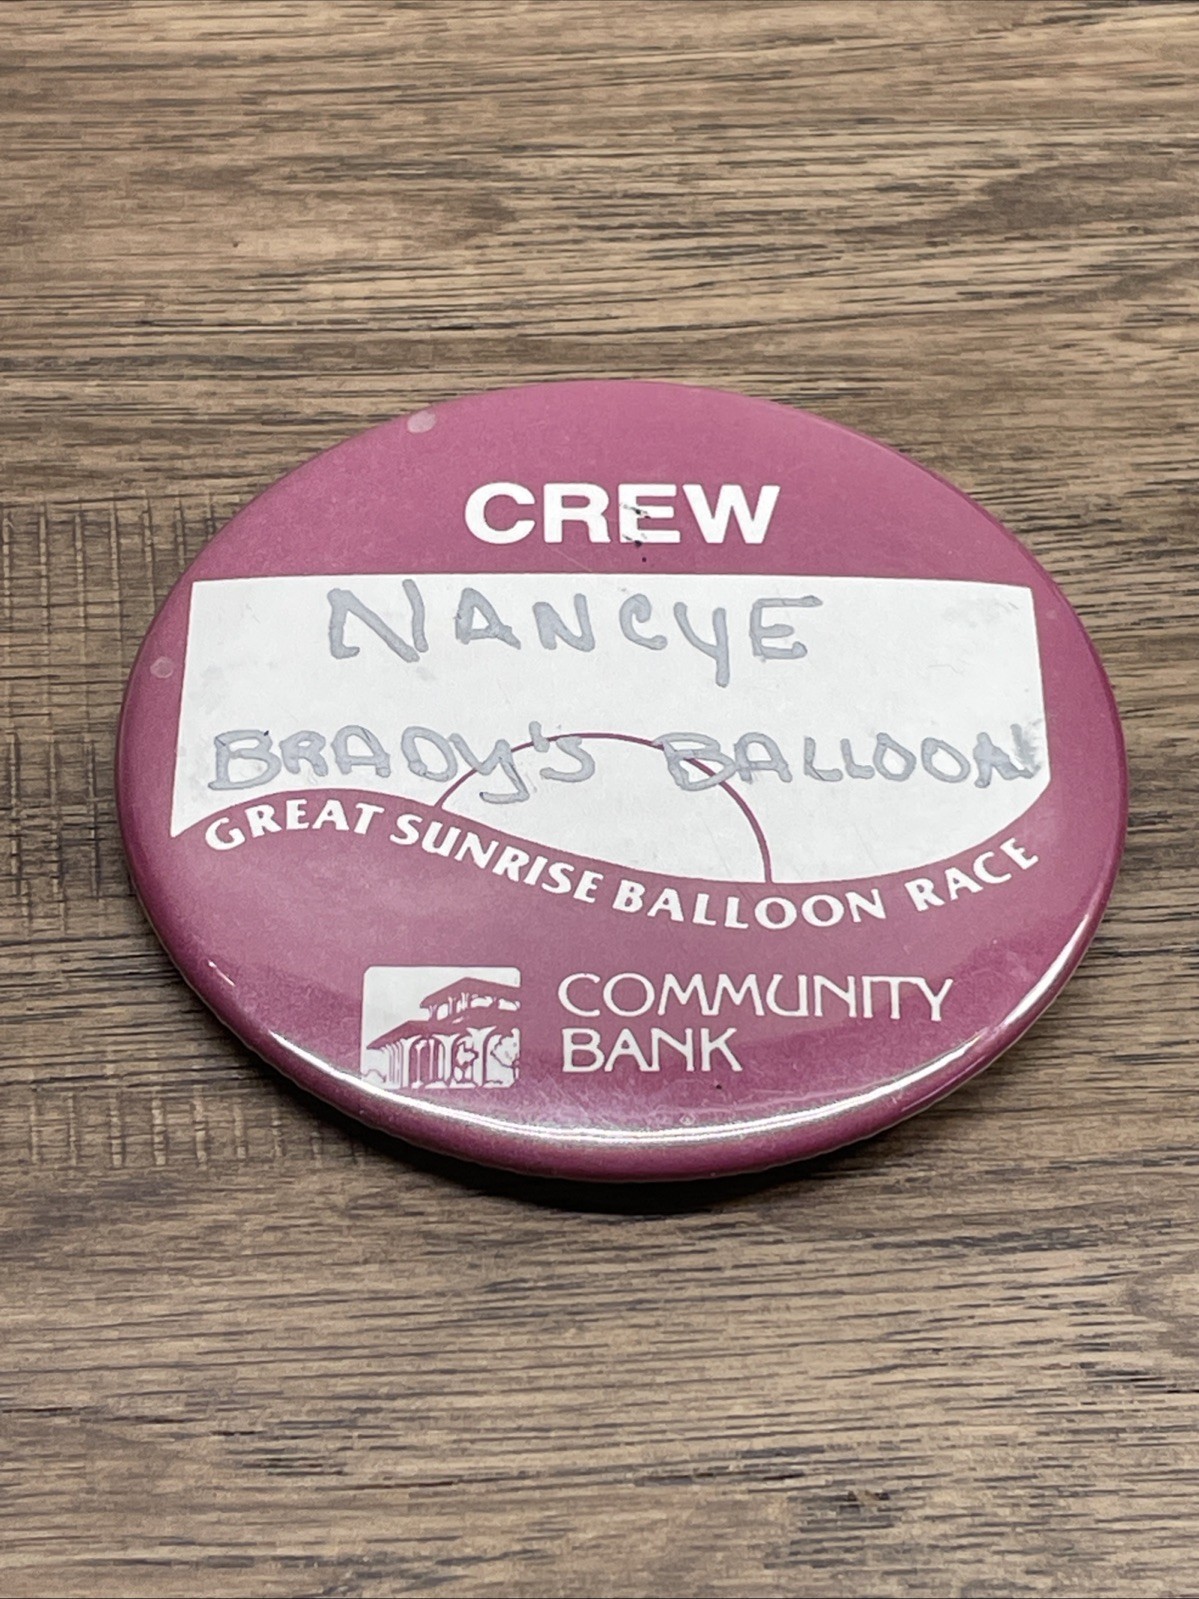 CREW
NANCYE
BRADy's BALLOON
GREAT SUNRISE BALLOON RACE
COMMUNITY
BANK